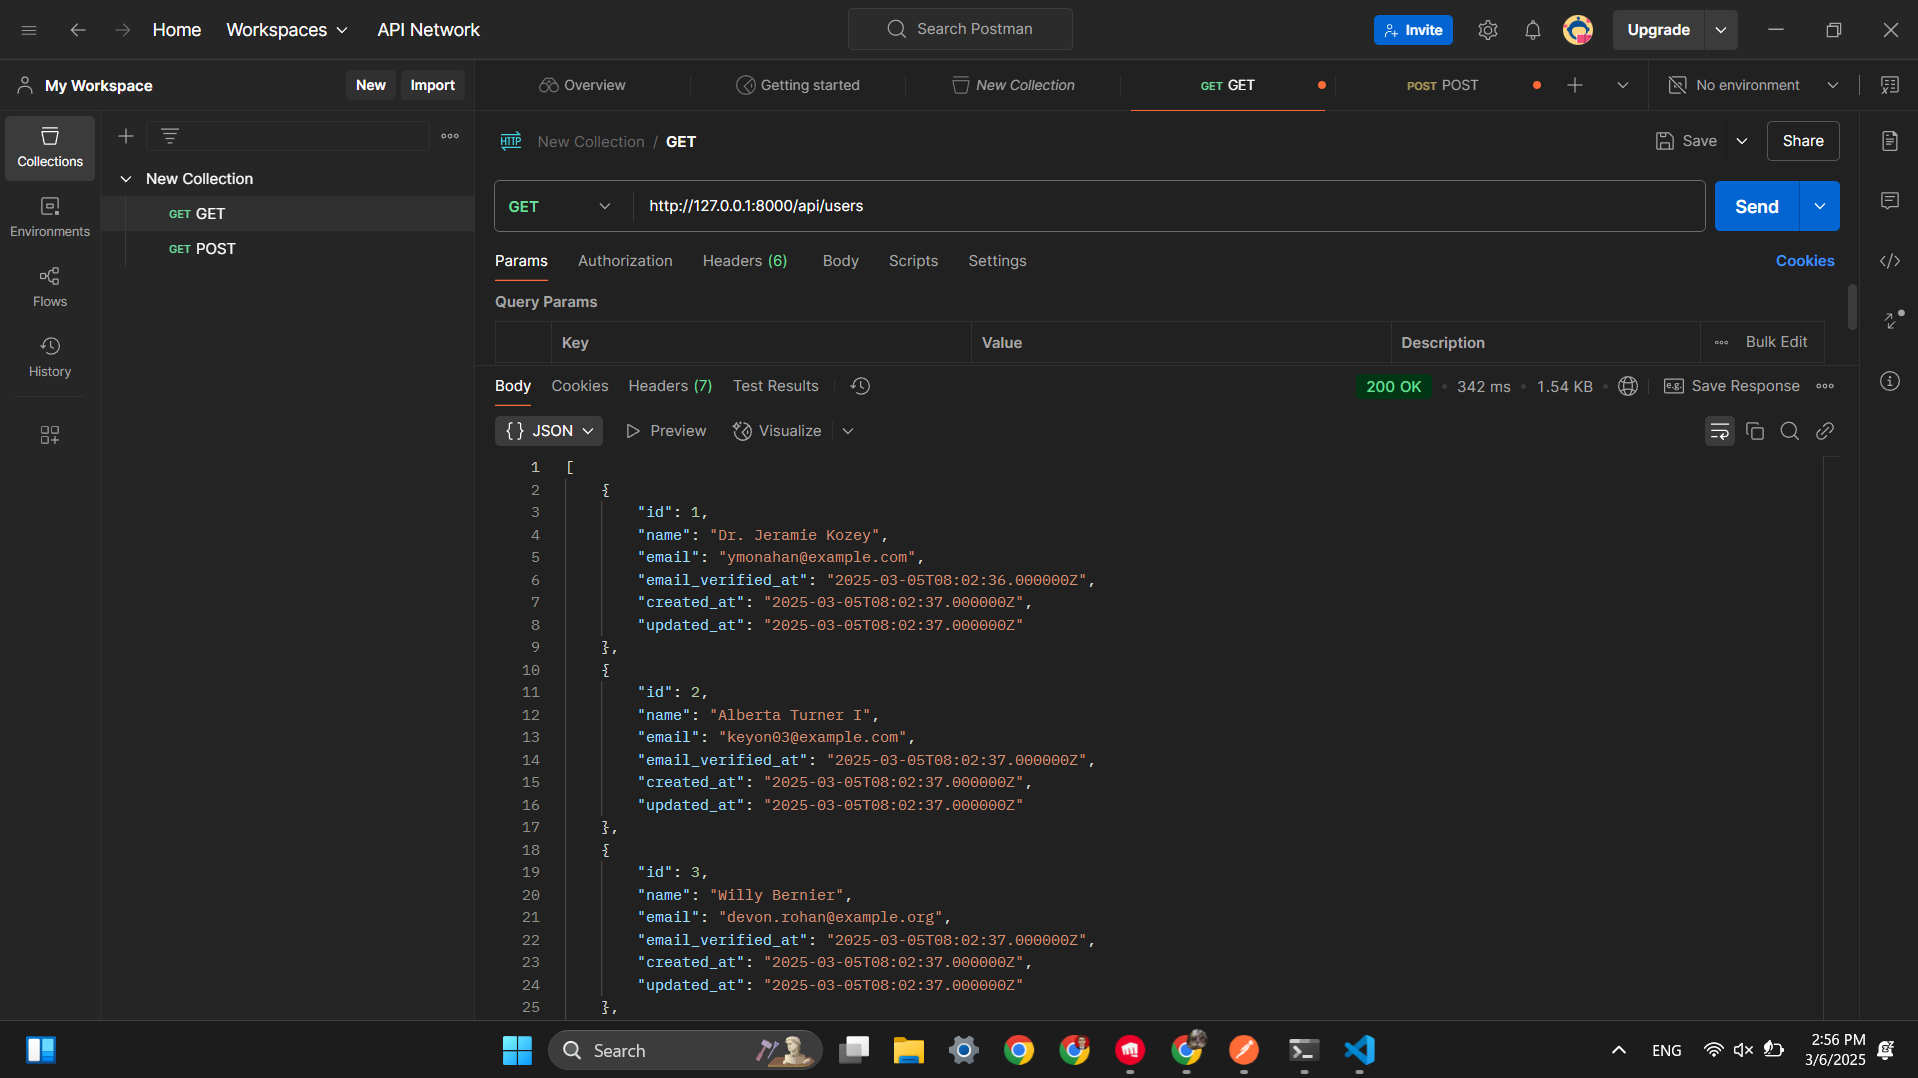 Home
Workspaces
API Network
Search Postman
Invite
Upgrade
My Workspace
New
Import
Overview
Getting started
New Collection
GET GET
POST POST
No environment
Collections
Environments
Flows
History
New Collection
GET GET
GET POST
HTTP New Collection / GET
Save
Share
GET
http://127.0.0.1:8000/api/users
Send
Params
Authorization
Headers (6)
Body
Scripts
Settings
Cookies
Query Params
Key
Value
Description
Bulk Edit
Body
Cookies
Headers (7)
Test Results
200 OK
342 ms
1.54 KB
e.g. Save Response
{} JSON
Preview
Visualize
1 [
2 {
3 "id": 1,
4 "name": "Dr. Jeramie Kozey",
5 "email": "ymonahan@example.com",
6 "email_verified_at": "2025-03-05T08:02:36.000000Z",
7 "created_at": "2025-03-05T08:02:37.000000Z",
8 "updated_at": "2025-03-05T08:02:37.000000Z"
9 },
10 {
11 "id": 2,
12 "name": "Alberta Turner I",
13 "email": "keyon03@example.com",
14 "email_verified_at": "2025-03-05T08:02:37.000000Z",
15 "created_at": "2025-03-05T08:02:37.000000Z",
16 "updated_at": "2025-03-05T08:02:37.000000Z"
17 },
18 {
19 "id": 3,
20 "name": "Willy Bernier",
21 "email": "devon.rohan@example.org",
22 "email_verified_at": "2025-03-05T08:02:37.000000Z",
23 "created_at": "2025-03-05T08:02:37.000000Z",
24 "updated_at": "2025-03-05T08:02:37.000000Z"
25 },
Search
ENG
2:56 PM
3/6/2025